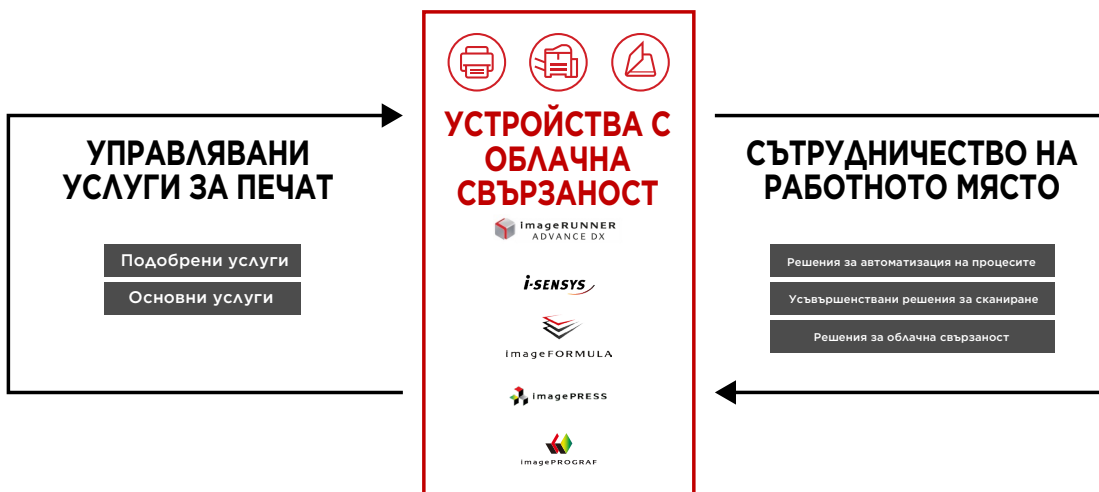 УПРАВЛЯВАНИ
УСЛУГИ ЗА ПЕЧАТ
Подобрени услуги
Основни услуги
УСТРОЙСТВА С
ОБЛАЧНА
СВЪРЗАНОСТ
imageRUNNER
ADVANCE DX
i-SENSYS
imageFORMULA
imagePRESS
imagePROGRAF
СЪТРУДНИЧЕСТВО НА
РАБОТНОТО МЯСТО
Решения за автоматизация на процесите
Усъвършенствани решения за сканиране
Решения за облачна свързаност